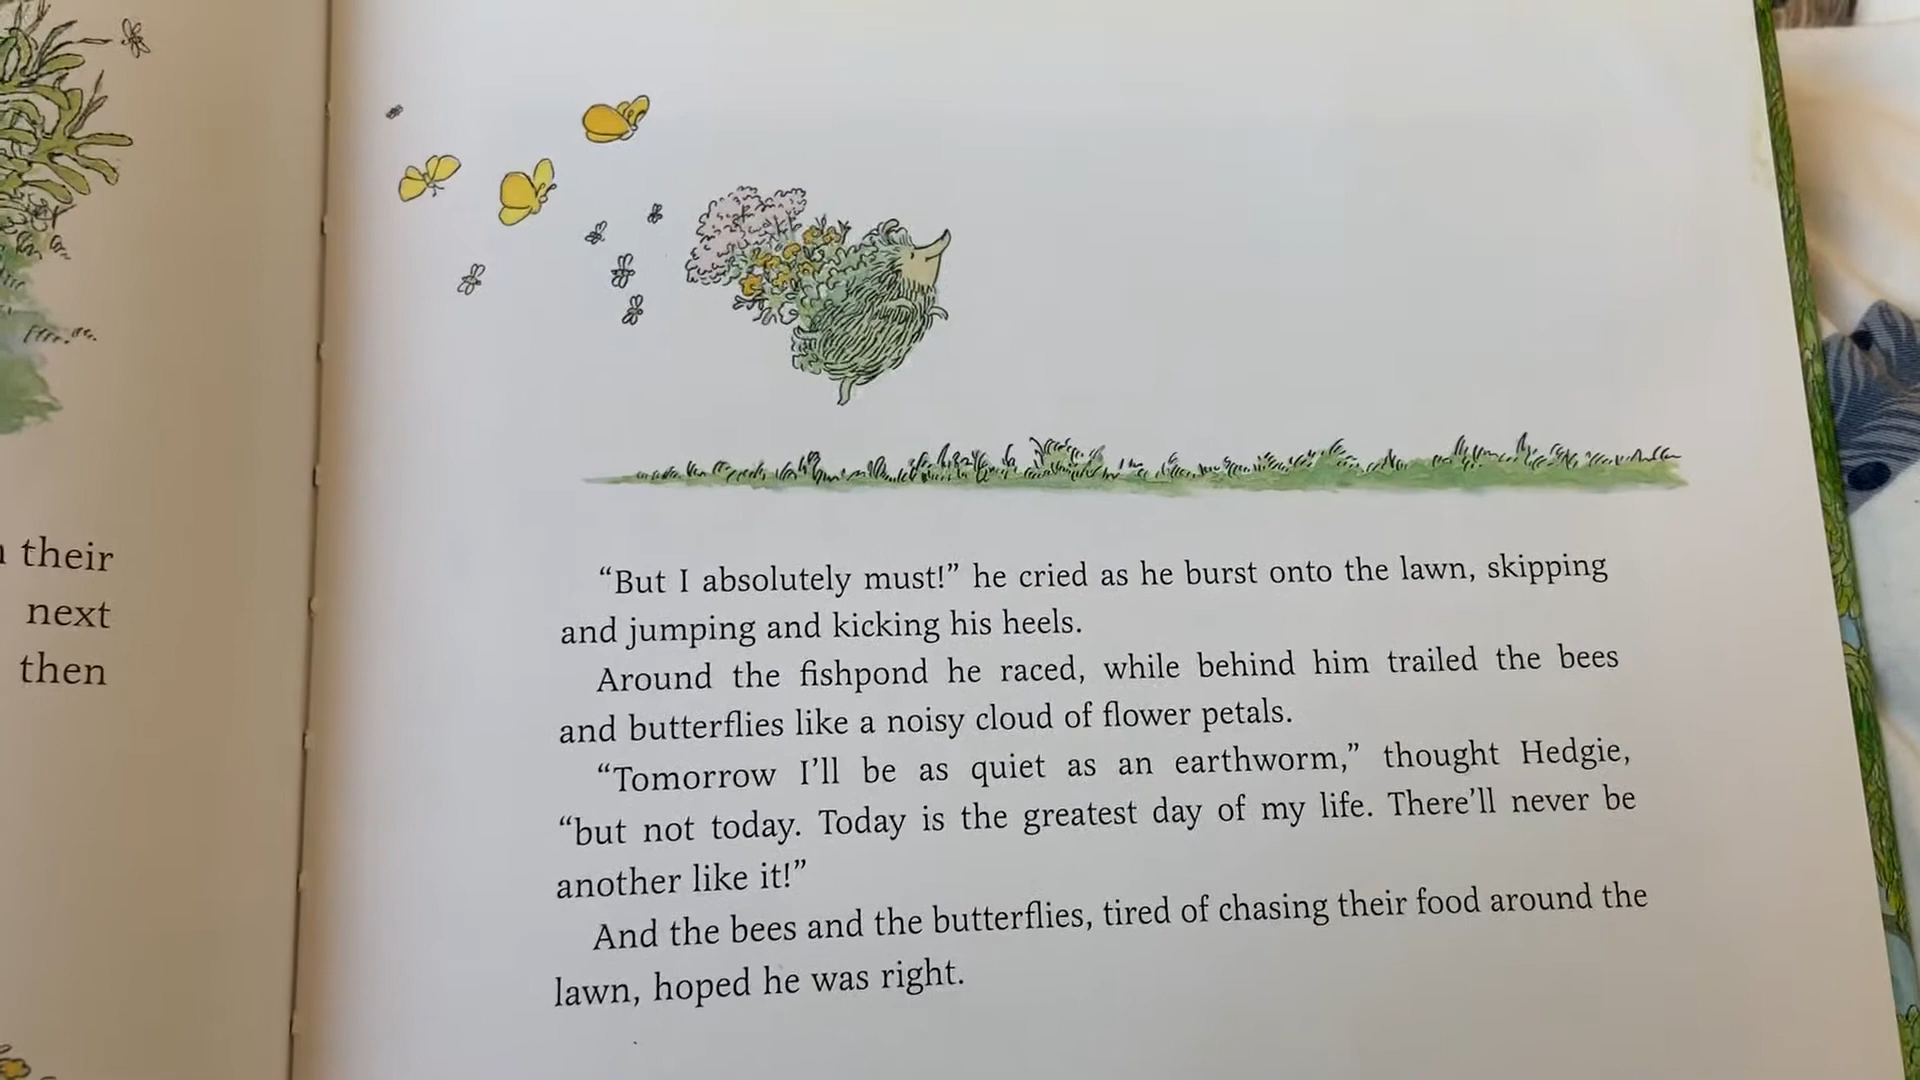 their
next
then
“But I absolutely must!” he cried as he burst onto the lawn, skipping
and jumping and kicking his heels.
Around the fishpond he raced, while behind him trailed the bees
and butterflies like a noisy cloud of flower petals.
“Tomorrow I’ll be as quiet as an earthworm,” thought Hedgie,
“but not today. Today is the greatest day of my life. There’ll never be
another like it!”
And the bees and the butterflies, tired of chasing their food around the
lawn, hoped he was right.